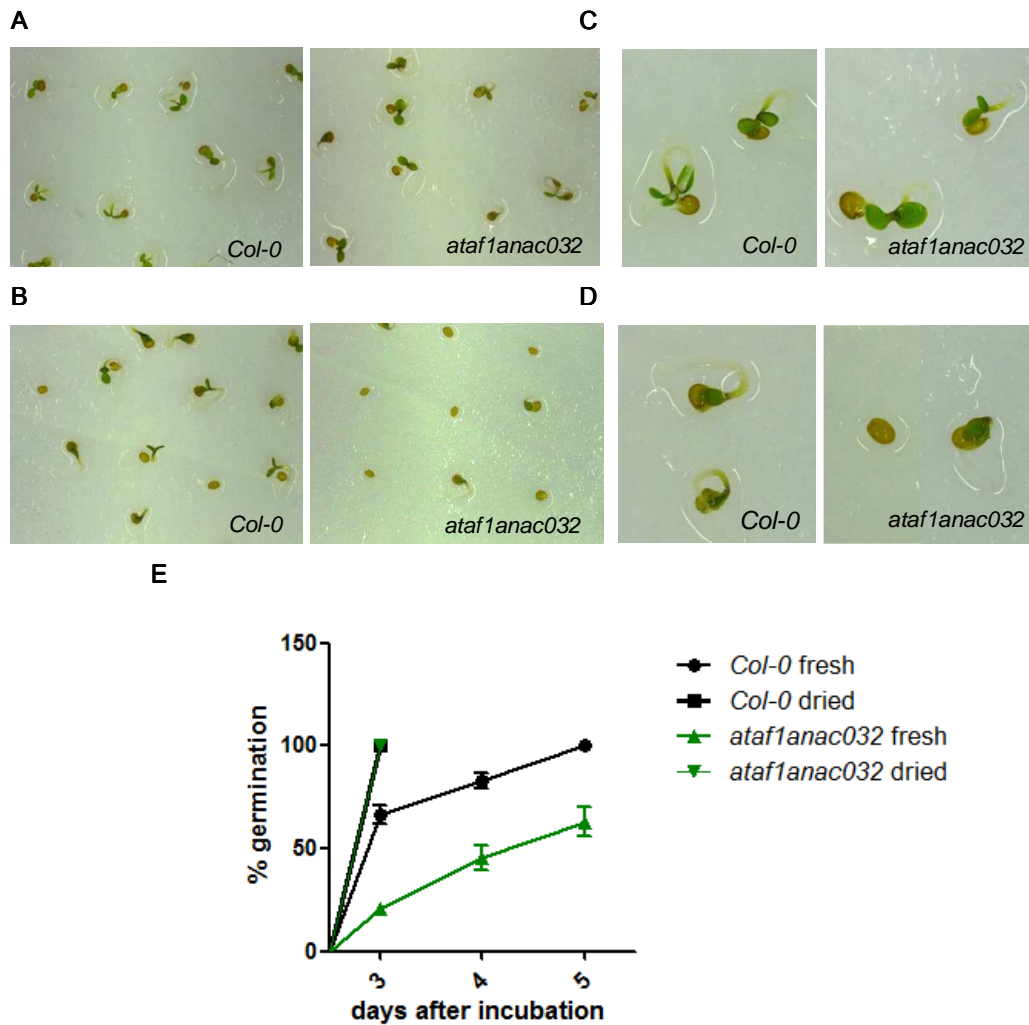 A
C
Col-0
ataf1anac032
Col-0
ataf1anac032
B
D
Col-0
ataf1anac032
Col-0
ataf1anac032
E
150
100
50
0
% germination
3
4
5
days after incubation
Col-0 fresh
Col-0 dried
ataf1anac032 fresh
ataf1anac032 dried